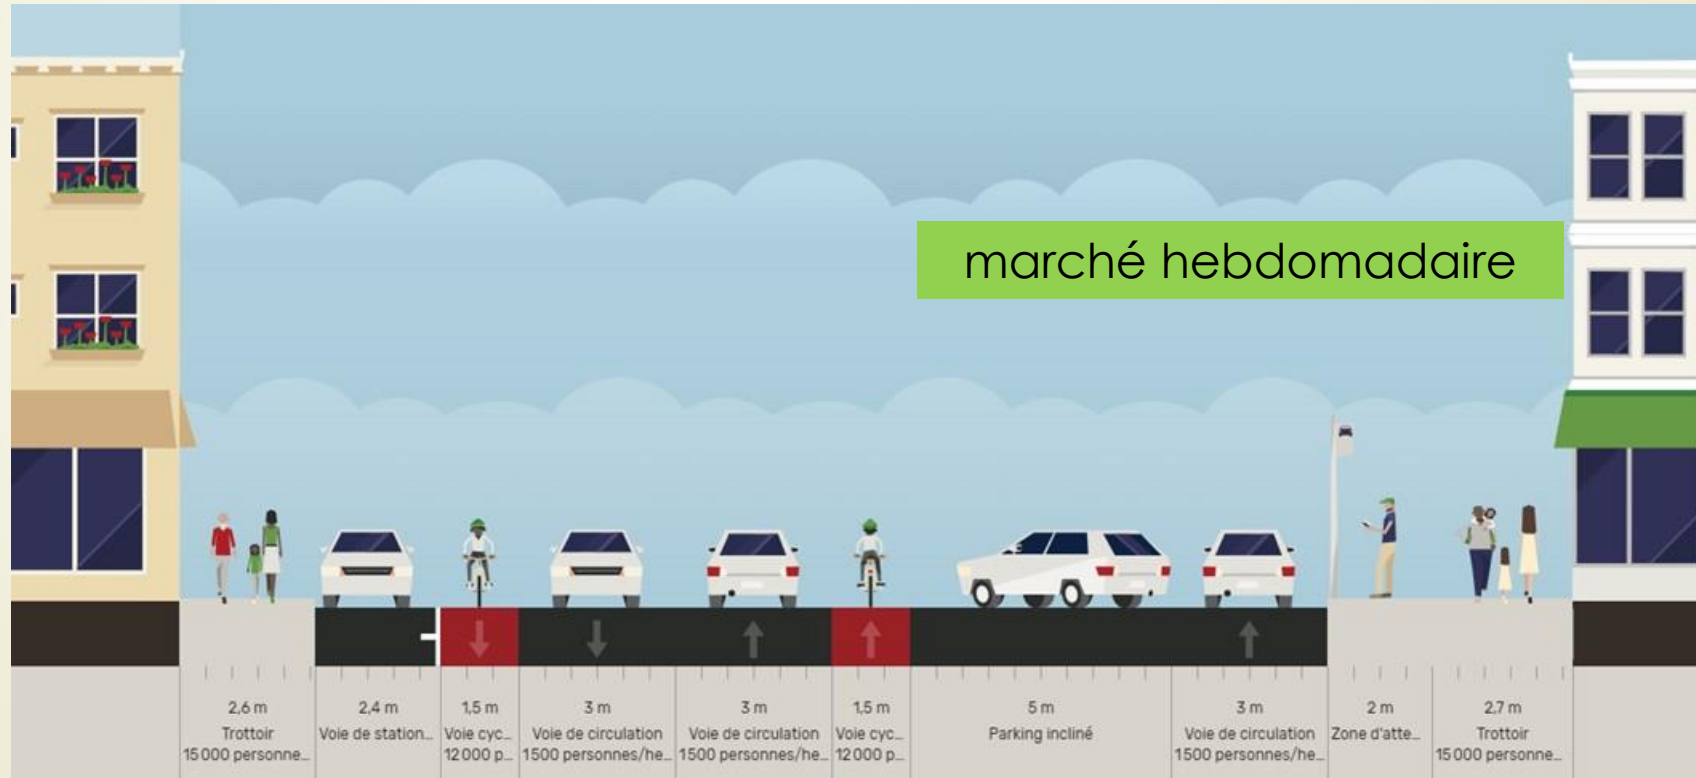 marché hebdomadaire
2,6 m
Trottoir
15 000 personne...
2,4 m
Voie de station...
1,5 m
Voie cyc...
12 000 p...
3 m
Voie de circulation
1500 personnes/he...
3 m
Voie de circulation
1500 personnes/he...
1,5 m
Voie cyc...
12 000 p...
5 m
Parking incliné
3 m
Voie de circulation
1500 personnes/he...
2 m
Zone d'atte...
2,7 m
Trottoir
15 000 personne...